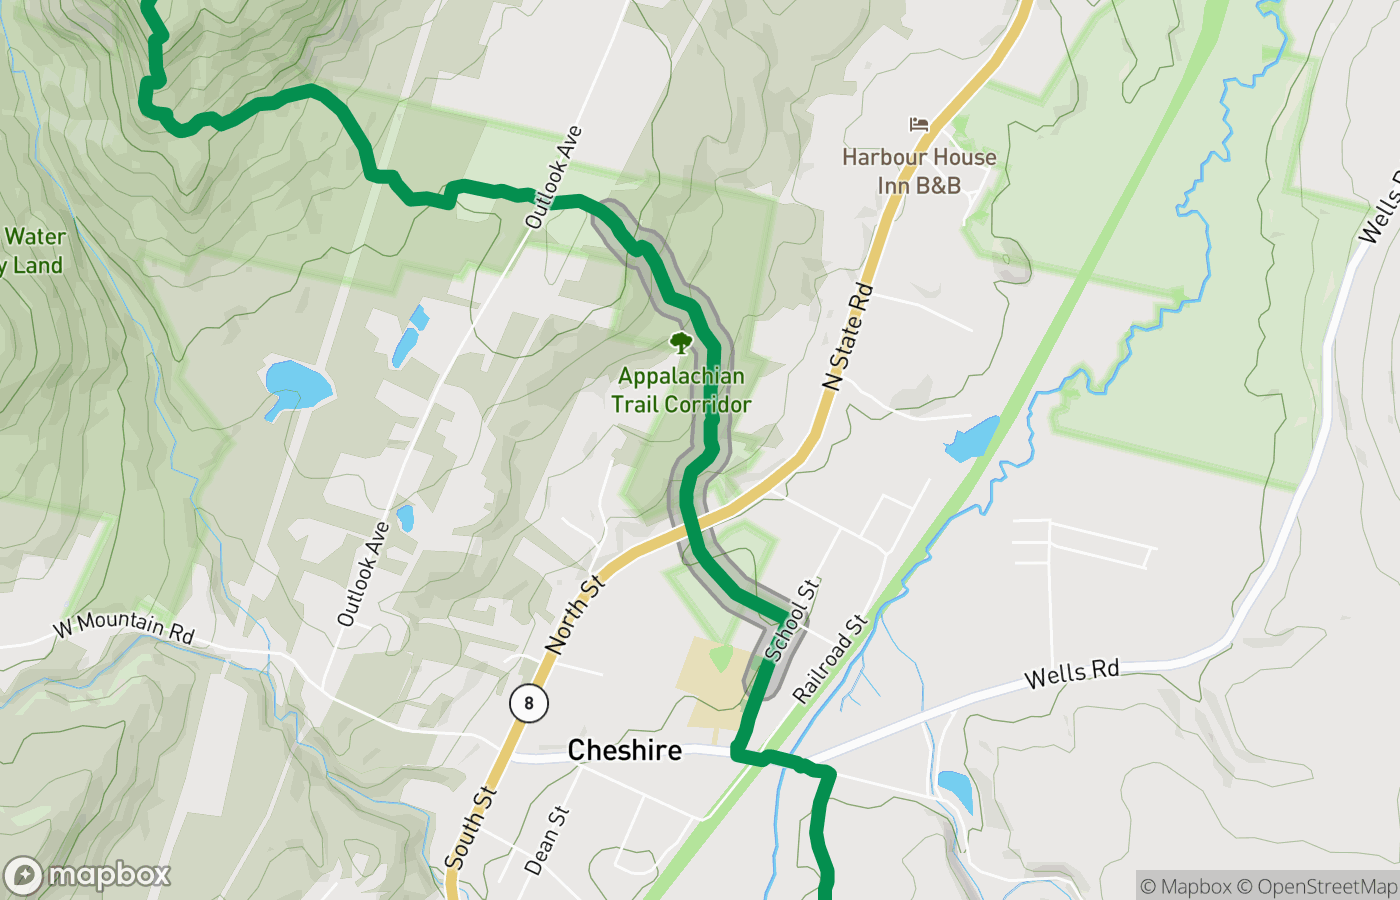 Outlook Ave
Harbour House
Inn B&B
Wells
Water
Land
N State Rd
Appalachian
Trail Corridor
Outlook Ave
W Mountain Rd
North St
School St
Railroad St
Wells Rd
8
Cheshire
South St
Dean St
mapbox
© Mapbox © OpenStreetMap